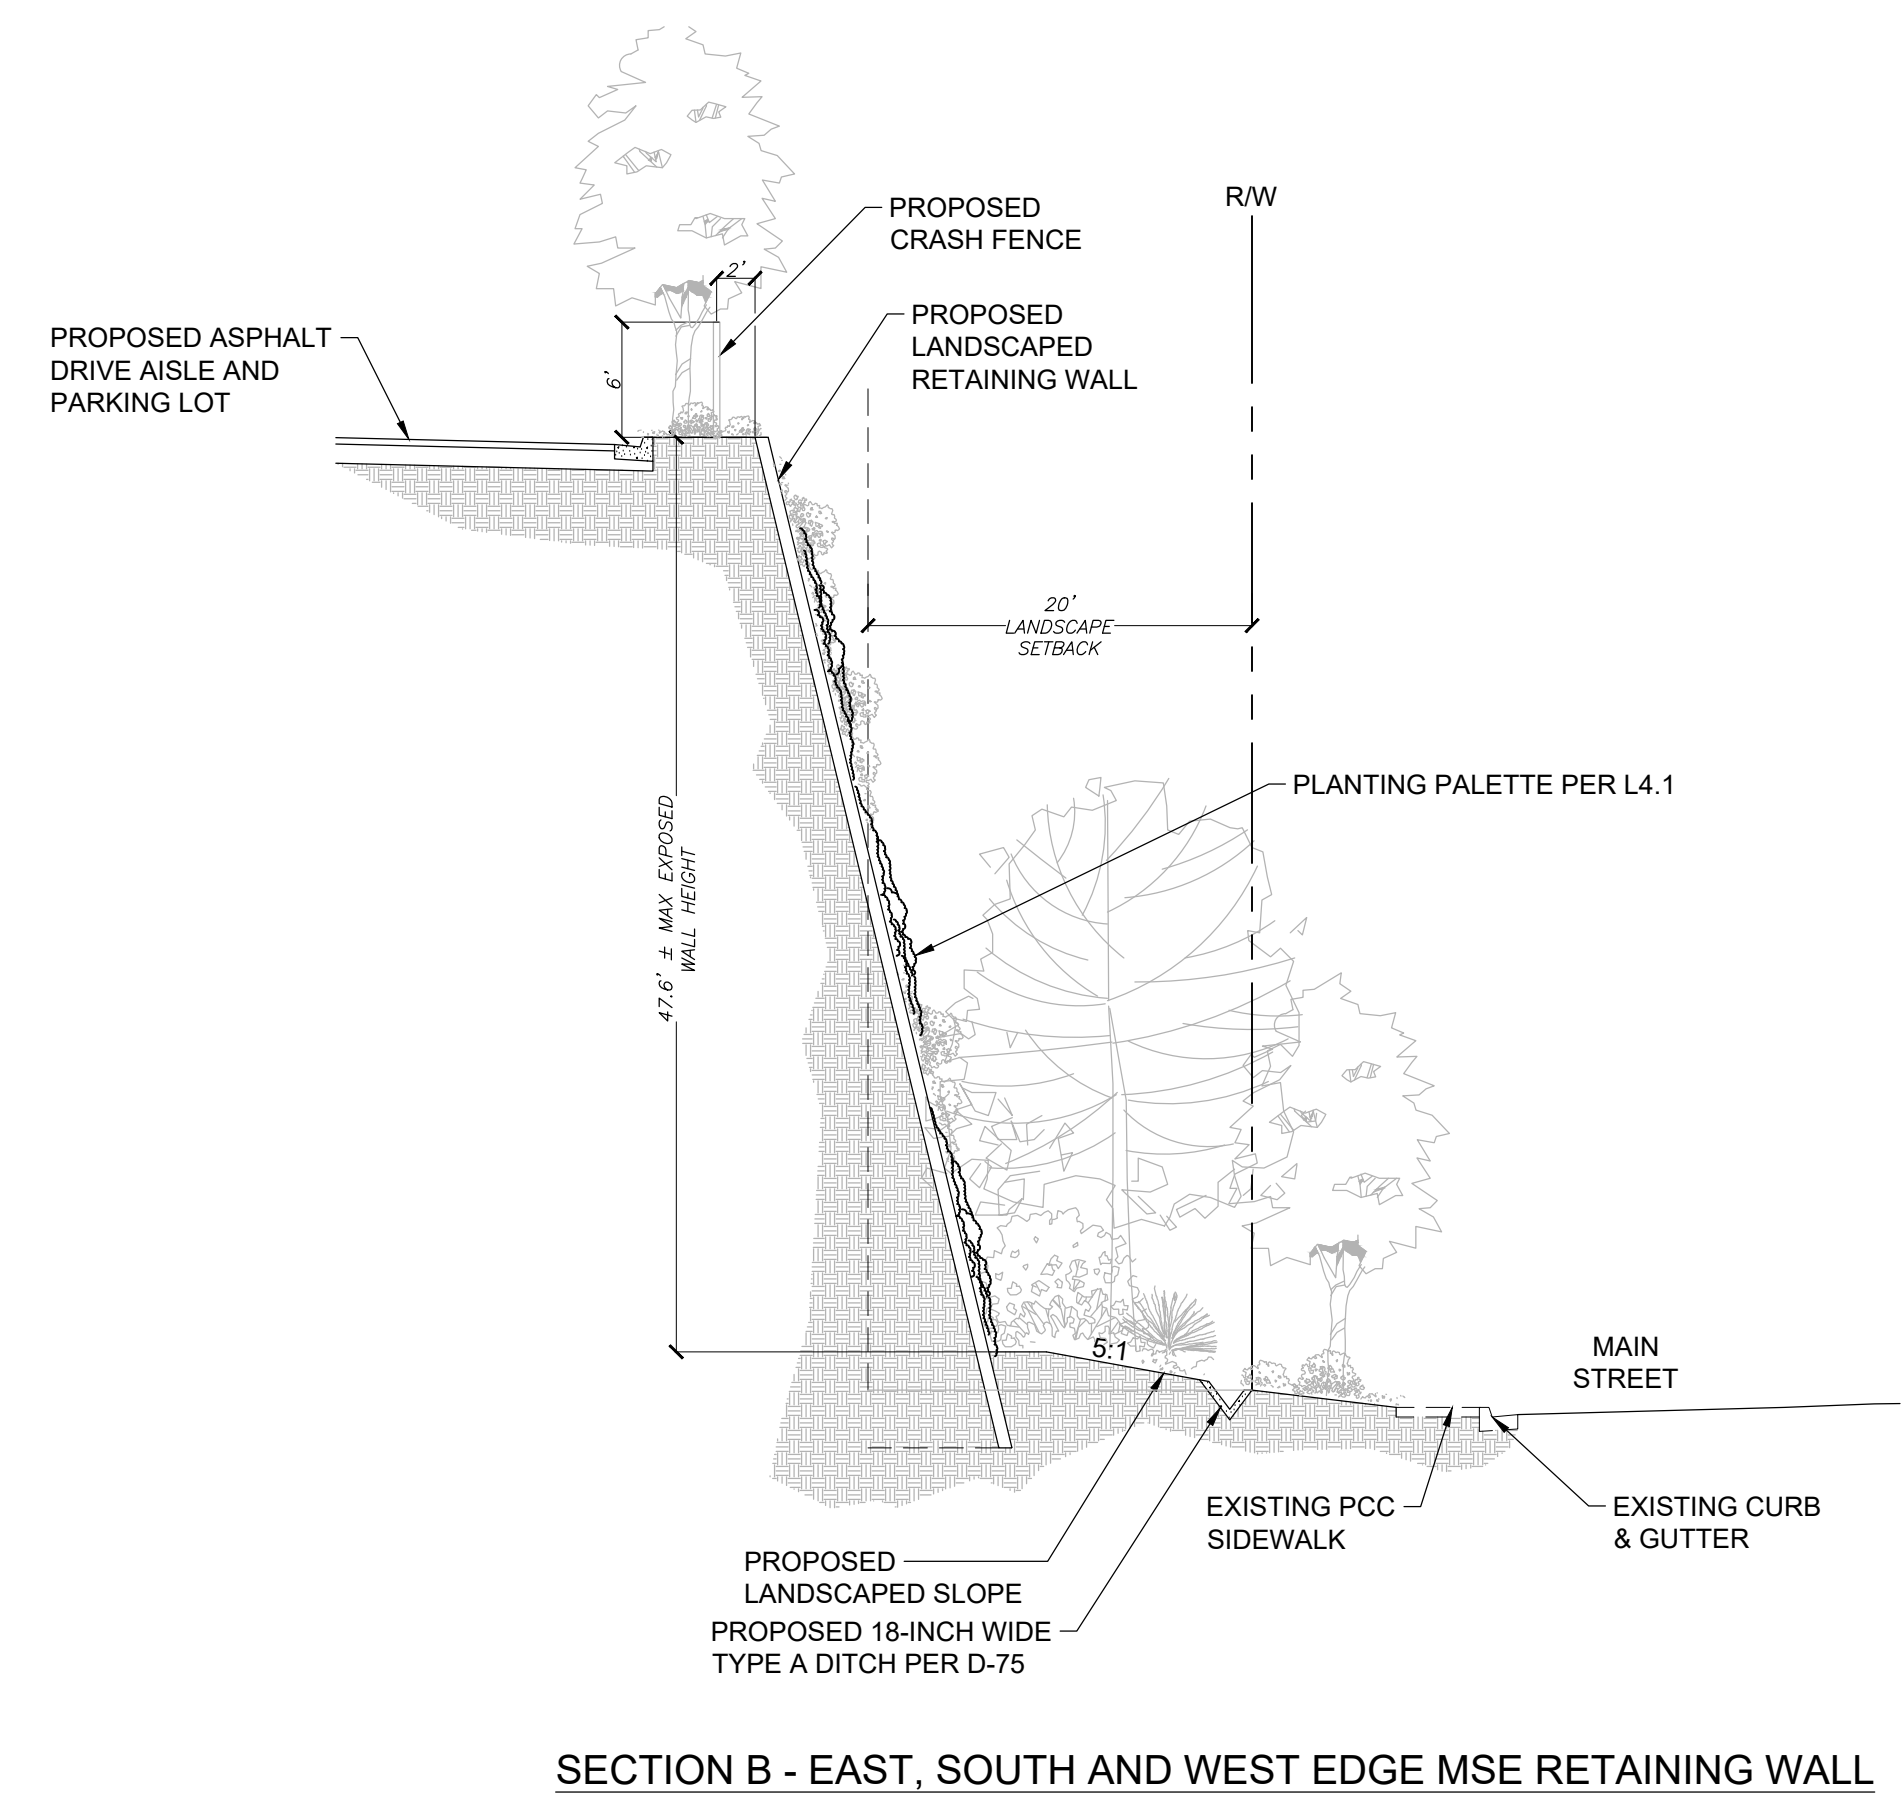 R/W
PROPOSED
CRASH FENCE
2'
PROPOSED
LANDSCAPED
RETAINING WALL
PROPOSED ASPHALT
DRIVE AISLE AND
PARKING LOT
6'
20'
LANDSCAPE
SETBACK
PLANTING PALETTE PER L4.1
47.6' ± MAX EXPOSED
WALL HEIGHT
5:1
MAIN
STREET
EXISTING PCC
SIDEWALK
EXISTING CURB
& GUTTER
PROPOSED
LANDSCAPED SLOPE
PROPOSED 18-INCH WIDE
TYPE A DITCH PER D-75
SECTION B - EAST, SOUTH AND WEST EDGE MSE RETAINING WALL